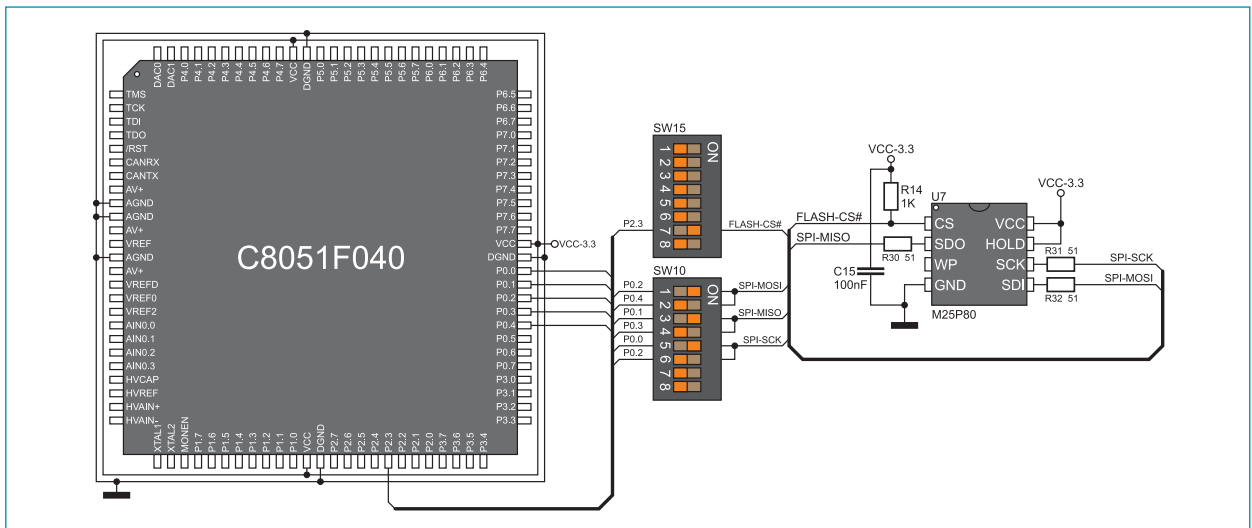 DAC0
DAC1
P4.0
P4.1
P4.2
P4.3
P4.4
P4.5
P4.6
P4.7
VCC
DGND
P5.0
P5.1
P5.2
P5.3
P5.4
P5.5
P5.6
P5.7
P6.0
P6.1
P6.2
P6.3
P6.4
TMS
TCK
TDI
TDO
/RST
CANRX
CANTX
AV+
AGND
AGND
AV+
VREF
AGND
AV+
VREFD
VREF0
VREF2
AIN0.0
AIN0.1
AIN0.2
AIN0.3
HVCAP
HVREF
HVAIN+
HVAIN-
C8051F040
P6.5
P6.6
P6.7
P7.0
P7.1
P7.2
P7.3
P7.4
P7.5
P7.6
P7.7
VCC
DGND
P0.0
P0.1
P0.2
P0.3
P0.4
P0.5
P0.6
P0.7
P3.0
P3.1
P3.2
P3.3
VCC-3.3
XTAL1
XTAL2
MONEN
P1.7
P1.6
P1.5
P1.4
P1.3
P1.2
P1.1
P1.0
VCC
DGND
P2.7
P2.6
P2.5
P2.4
P2.3
P2.2
P2.1
P2.0
P3.7
P3.6
P3.5
P3.4
SW15
ON
1
2
3
4
5
6
7
8
P2.3
FLASH-CS#
SW10
ON
1
2
3
4
5
6
7
8
P0.2
P0.4
P0.1
P0.3
P0.0
P0.2
SPI-MOSI
SPI-MISO
SPI-SCK
VCC-3.3
R14
1K
FLASH-CS#
SPI-MISO
R30 51
C15
100nF
U7
CS
SDO
WP
GND
VCC
HOLD
SCK
SDI
M25P80
VCC-3.3
R31 51
SPI-SCK
SPI-MOSI
R32 51